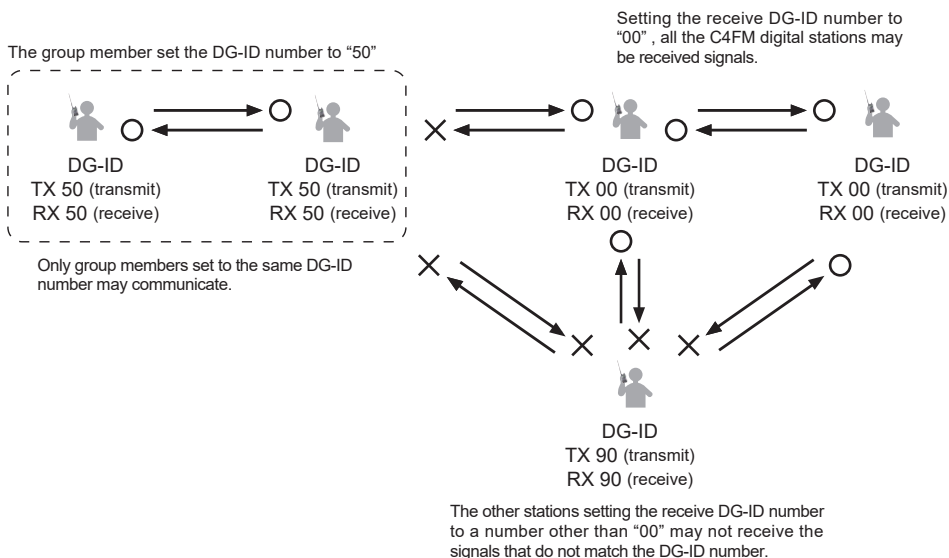 Setting the receive DG-ID number to
“00” , all the C4FM digital stations may
be received signals.
The group member set the DG-ID number to “50”
DG-ID
TX 50 (transmit)
RX 50 (receive)
DG-ID
TX 50 (transmit)
RX 50 (receive)
DG-ID
TX 00 (transmit)
RX 00 (receive)
DG-ID
TX 00 (transmit)
RX 00 (receive)
Only group members set to the same DG-ID
number may communicate.
DG-ID
TX 90 (transmit)
RX 90 (receive)
The other stations setting the receive DG-ID number
to a number other than “00” may not receive the
signals that do not match the DG-ID number.